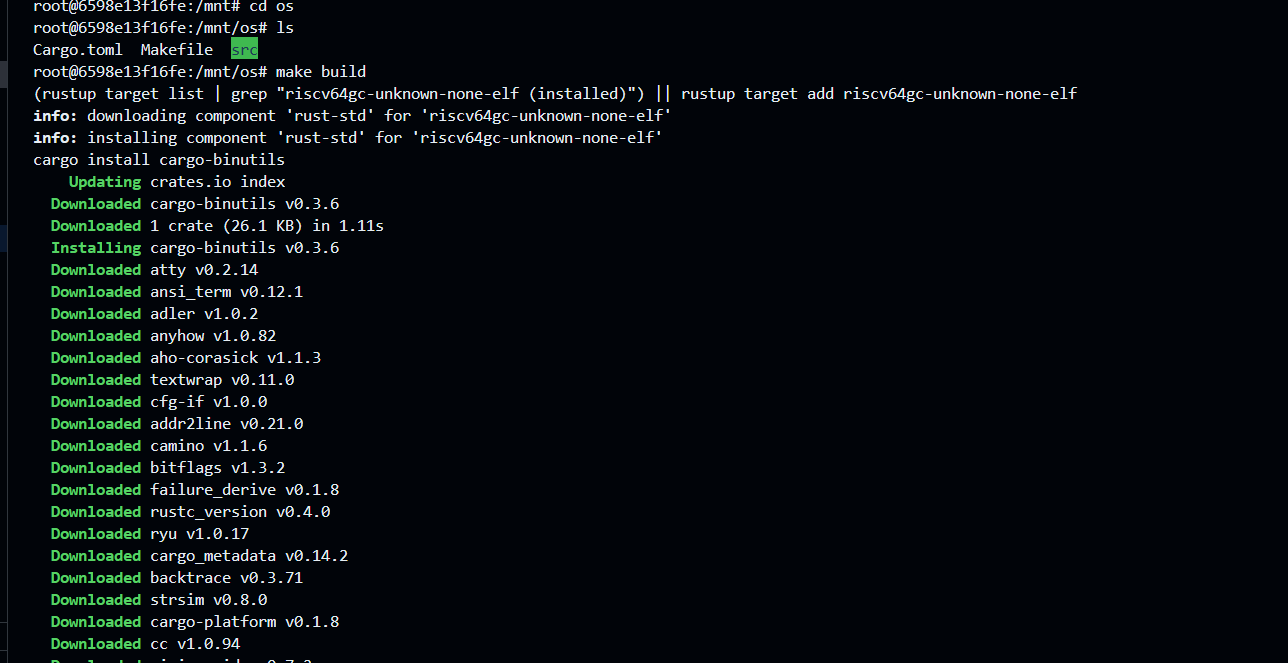 root@6598e13f16fe:/mnt# cd os
root@6598e13f16fe:/mnt/os# ls
Cargo.toml  Makefile  src
root@6598e13f16fe:/mnt/os# make build
(rustup target list | grep "riscv64gc-unknown-none-elf (installed)") || rustup target add riscv64gc-unknown-none-elf
info: downloading component 'rust-std' for 'riscv64gc-unknown-none-elf'
info: installing component 'rust-std' for 'riscv64gc-unknown-none-elf'
cargo install cargo-binutils
    Updating crates.io index
  Downloaded cargo-binutils v0.3.6
  Downloaded 1 crate (26.1 KB) in 1.11s
  Installing cargo-binutils v0.3.6
  Downloaded atty v0.2.14
  Downloaded ansi_term v0.12.1
  Downloaded adler v1.0.2
  Downloaded anyhow v1.0.82
  Downloaded aho-corasick v1.1.3
  Downloaded textwrap v0.11.0
  Downloaded cfg-if v1.0.0
  Downloaded addr2line v0.21.0
  Downloaded camino v1.1.6
  Downloaded bitflags v1.3.2
  Downloaded failure_derive v0.1.8
  Downloaded rustc_version v0.4.0
  Downloaded ryu v1.0.17
  Downloaded cargo_metadata v0.14.2
  Downloaded backtrace v0.3.71
  Downloaded strsim v0.8.0
  Downloaded cargo-platform v0.1.8
  Downloaded cc v1.0.94
  Downloaded